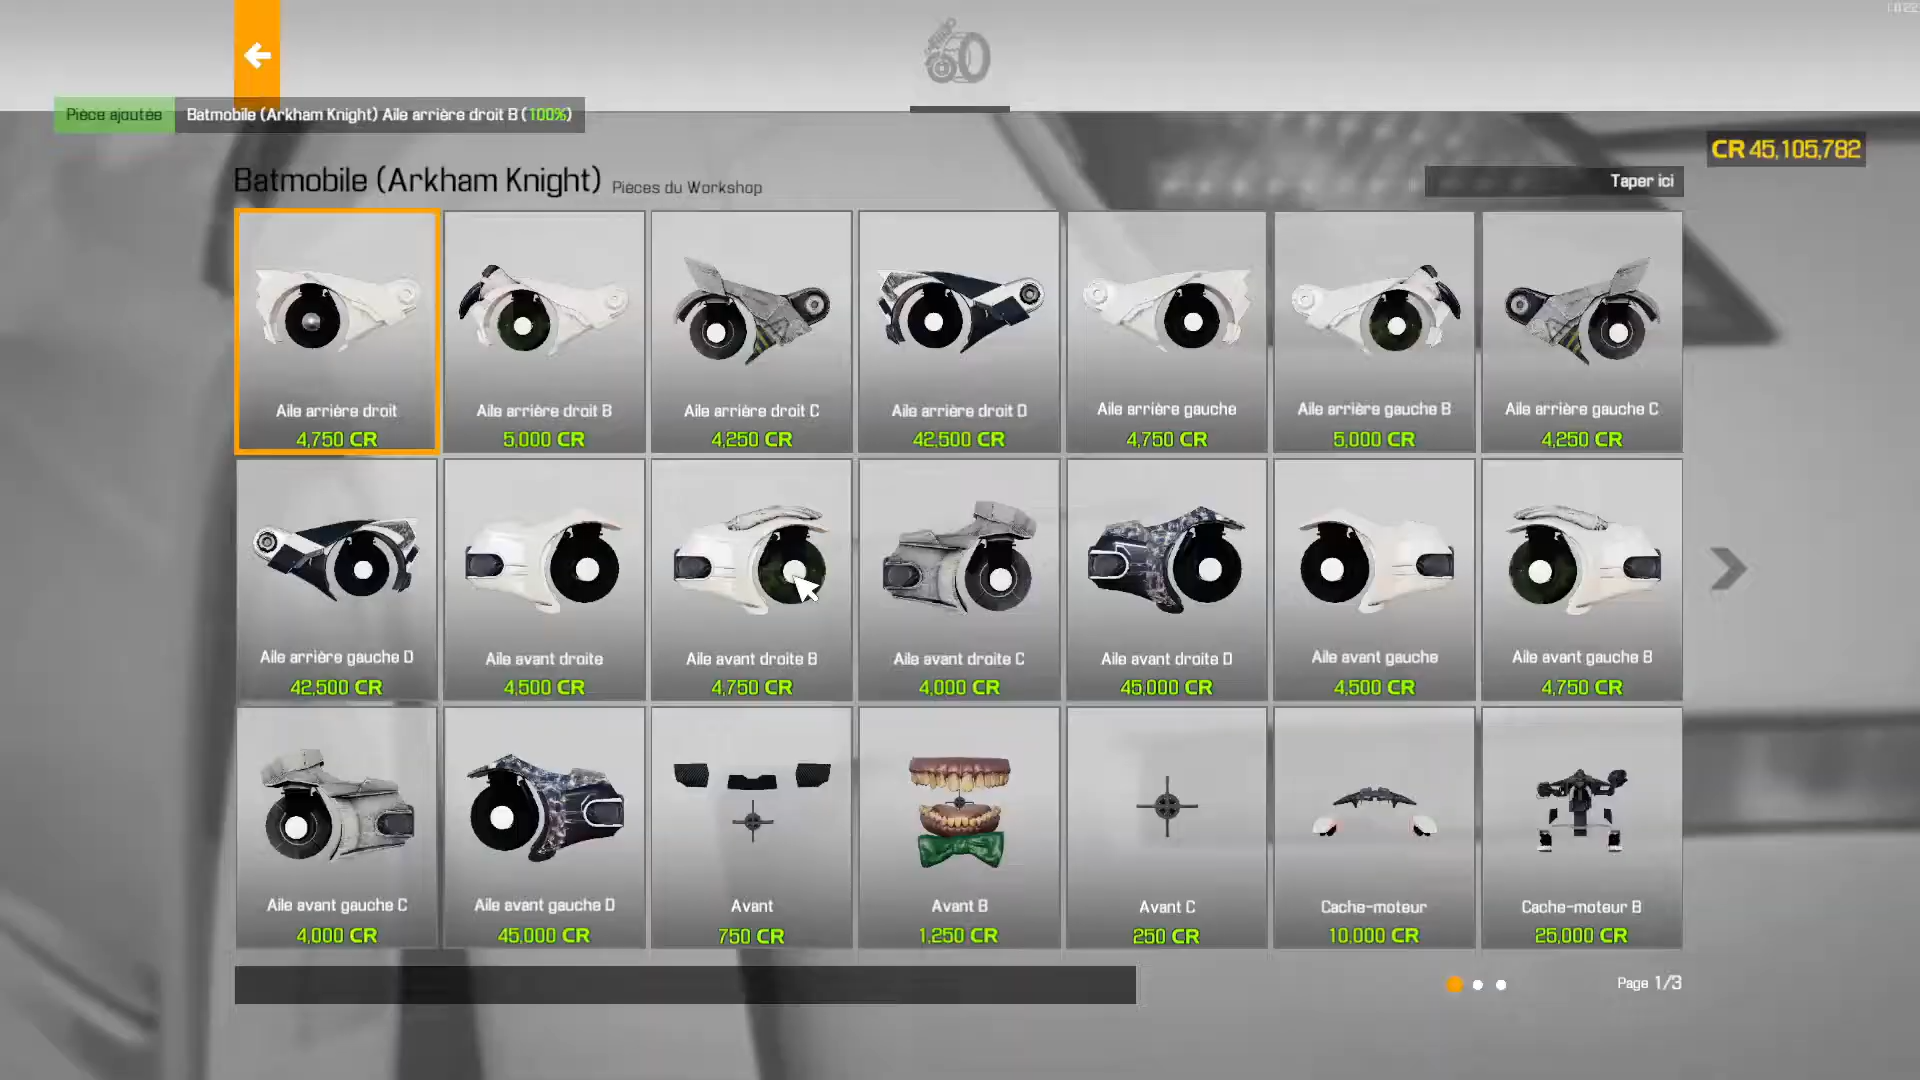 Pièce ajoutée
Batmobile (Arkham Knight) Aile arrière droit B (100%)
CR 45,105,782
Batmobile (Arkham Knight) Pièces du Workshop
Taper ici
Aile arrière droit
4,750 CR
Aile arrière droit B
5,000 CR
Aile arrière droit C
4,250 CR
Aile arrière droit D
42,500 CR
Aile arrière gauche
4,750 CR
Aile arrière gauche B
5,000 CR
Aile arrière gauche C
4,250 CR
Aile arrière gauche D
42,500 CR
Aile avant droite
4,500 CR
Aile avant droite B
4,750 CR
Aile avant droite C
4,000 CR
Aile avant droite D
45,000 CR
Aile avant gauche
4,500 CR
Aile avant gauche B
4,750 CR
Aile avant gauche C
4,000 CR
Aile avant gauche D
45,000 CR
Avant
750 CR
Avant B
1,250 CR
Avant C
250 CR
Cache-moteur
10,000 CR
Cache-moteur B
25,000 CR
Page 1/3